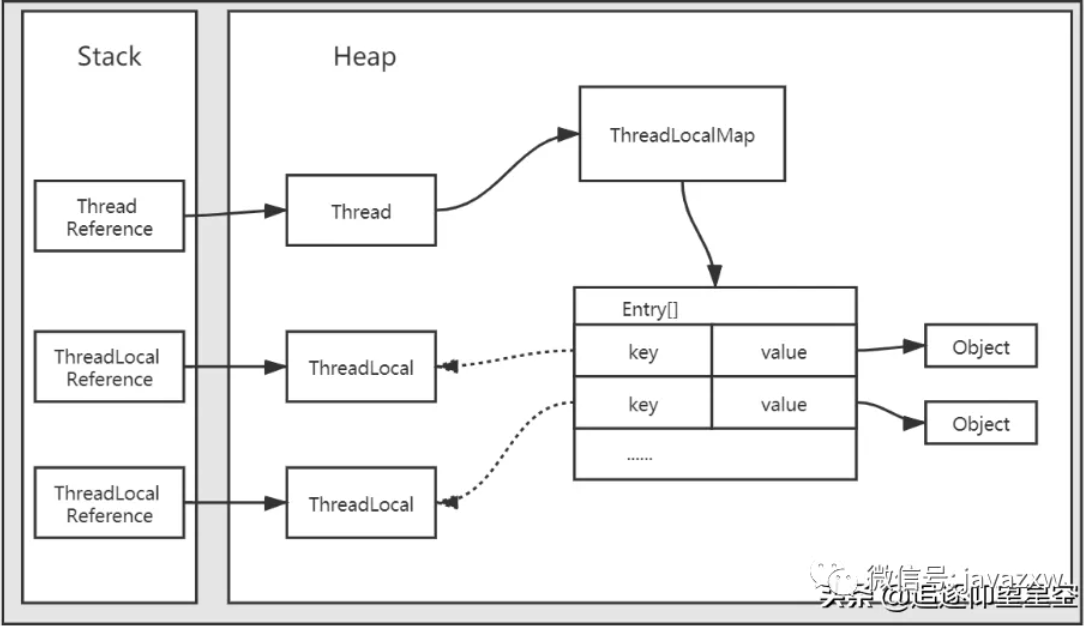 Stack
Heap
ThreadLocalMap
Thread
Reference
Thread
Entry[]
ThreadLocal
Reference
ThreadLocal
key
value
Object
key
value
Object
......
ThreadLocal
Reference
ThreadLocal
微信号: javazxw
头条 @追逐仰望星空